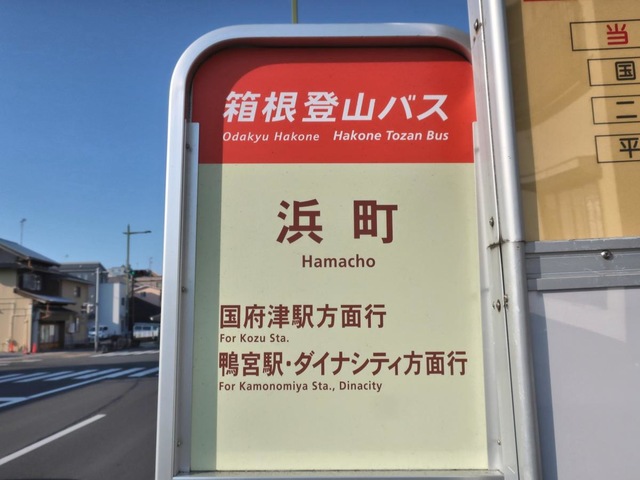 箱根登山バス
Odakyu Hakone Hakone Tozan Bus
浜町
Hamacho
国府津駅方面行
For Kozu Sta.
鴨宮駅・ダイナシティ方面行
For Kamonomiya Sta., Dinacity
当
国
二
平